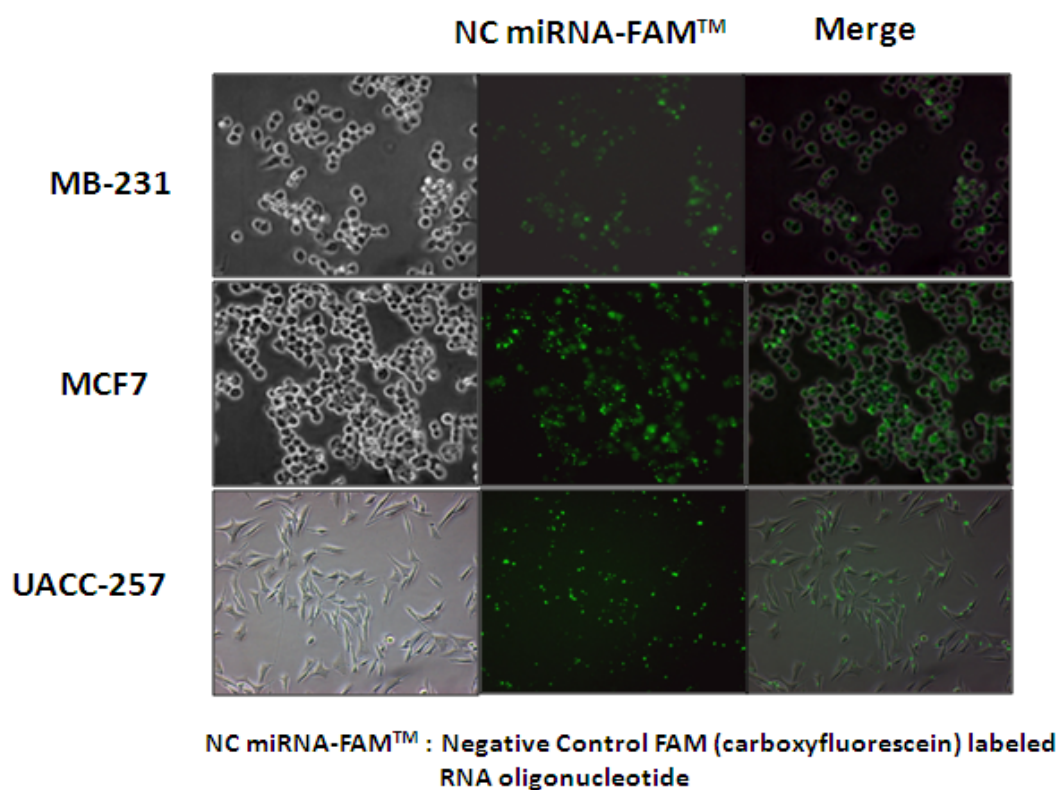 NC miRNA-FAM™
Merge
MB-231
MCF7
UACC-257
NC miRNA-FAM™ : Negative Control FAM (carboxyfluorescein) labeled
RNA oligonucleotide